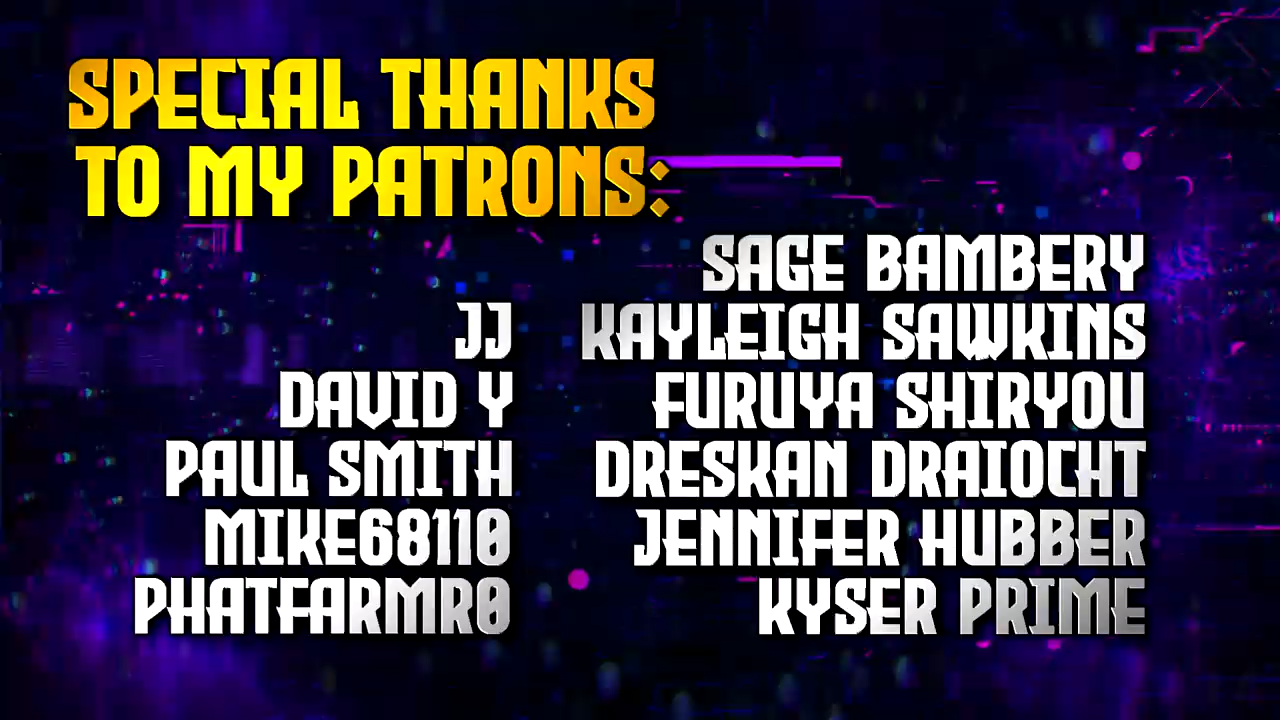 SPECIAL THANKS
TO MY PATRONS:
JJ
DAVID Y
PAUL SMITH
MIKE68110
PHATFARMR0
SAGE BAMBERY
KAYLEIGH SAWKINS
FURUYA SHIRYOU
DRESKAN DRAIOCHT
JENNIFER HUBBER
KYSER PRIME